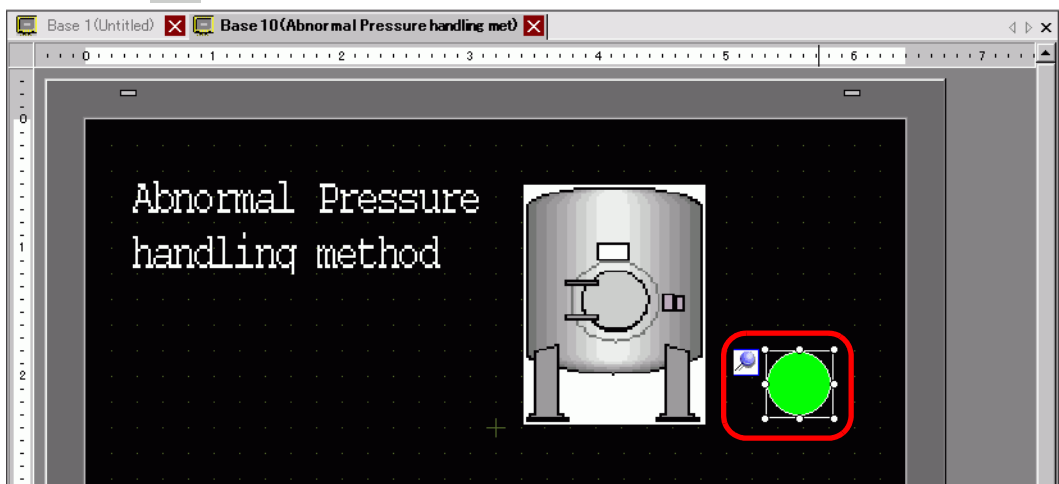 Base 1(Untitled) Base 10(Abnormal Pressure handling met)
0 1 2 3 4 5 6 7
0
Abnormal Pressure
handling method
1
2